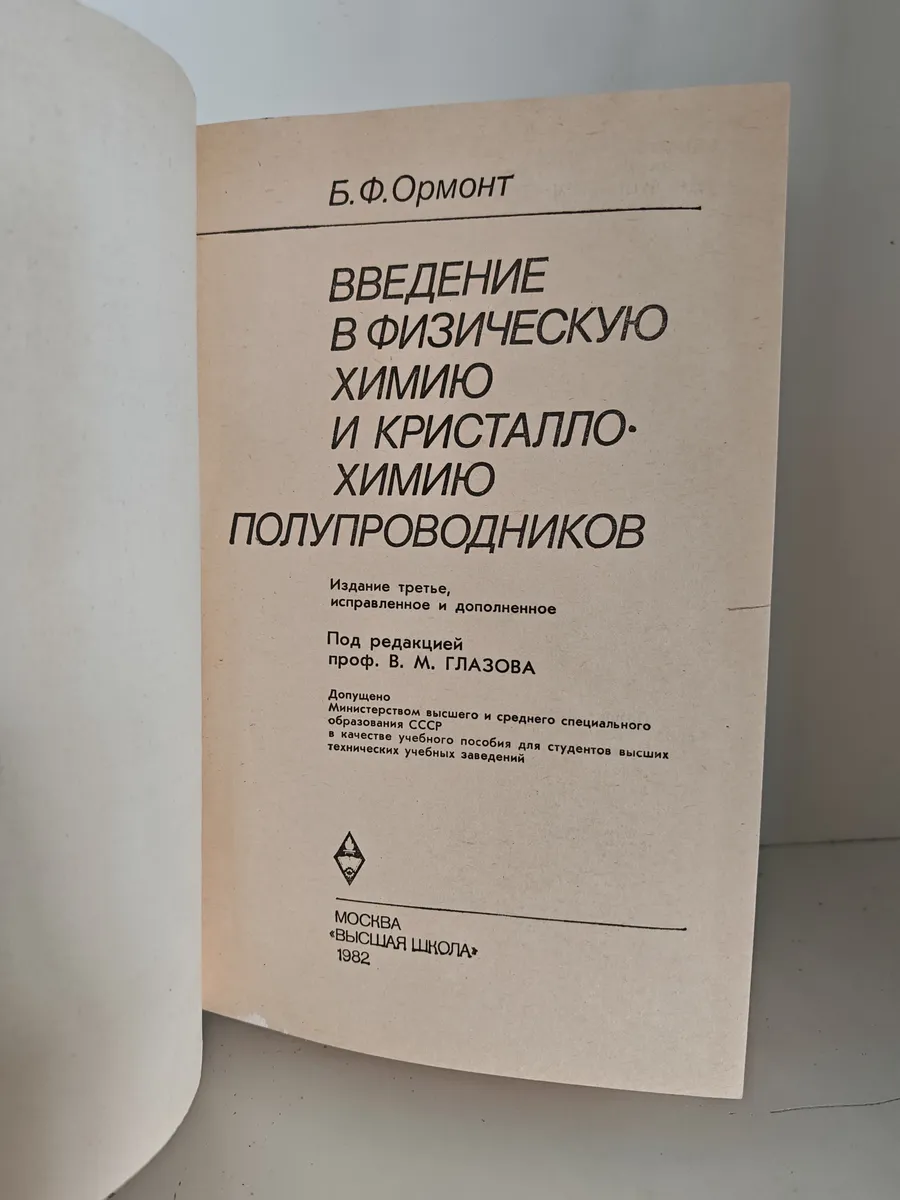 Б.Ф.Ормонт
ВВЕДЕНИЕ
В ФИЗИЧЕСКУЮ
ХИМИЮ
И КРИСТАЛЛО-
ХИМИЮ
ПОЛУПРОВОДНИКОВ
Издание третье,
исправленное и дополненное
Под редакцией
проф. В. М. ГЛАЗОВА
Допущено
Министерством высшего и среднего специального
образования СССР
в качестве учебного пособия для студентов высших
технических учебных заведений
МОСКВА
«ВЫСШАЯ ШКОЛА»
1982